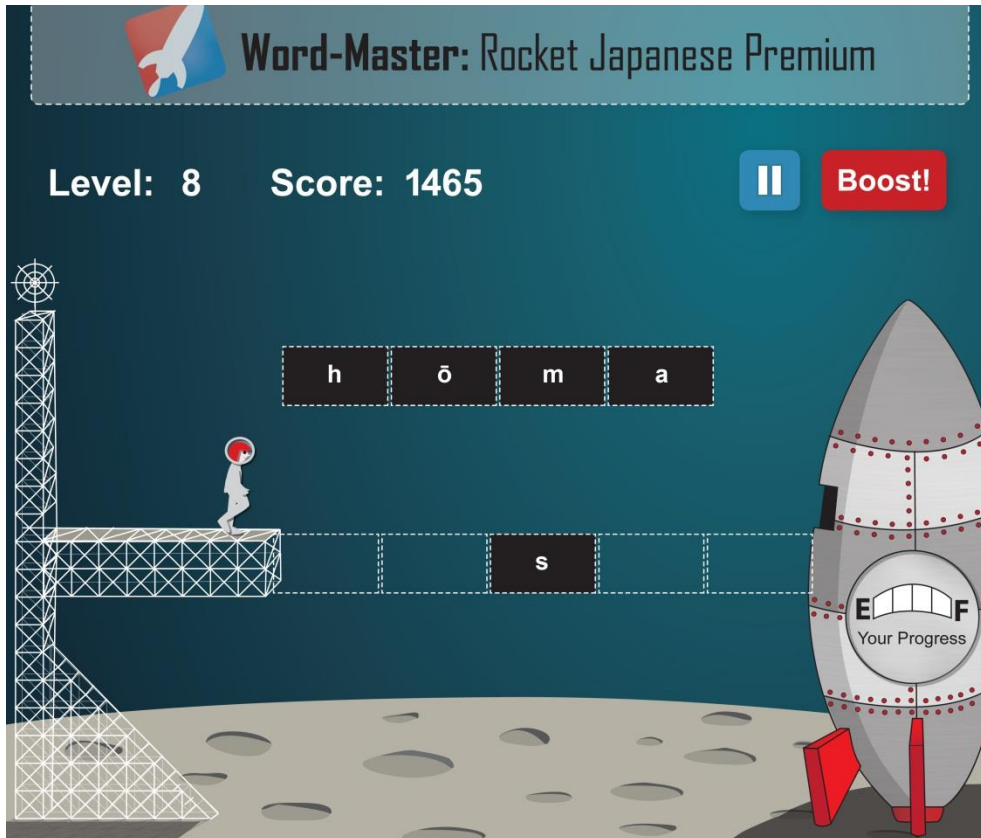 Word-Master: Rocket Japanese Premium
Level: 8 Score: 1465 Boost!
h ō m a
s
E F
Your Progress